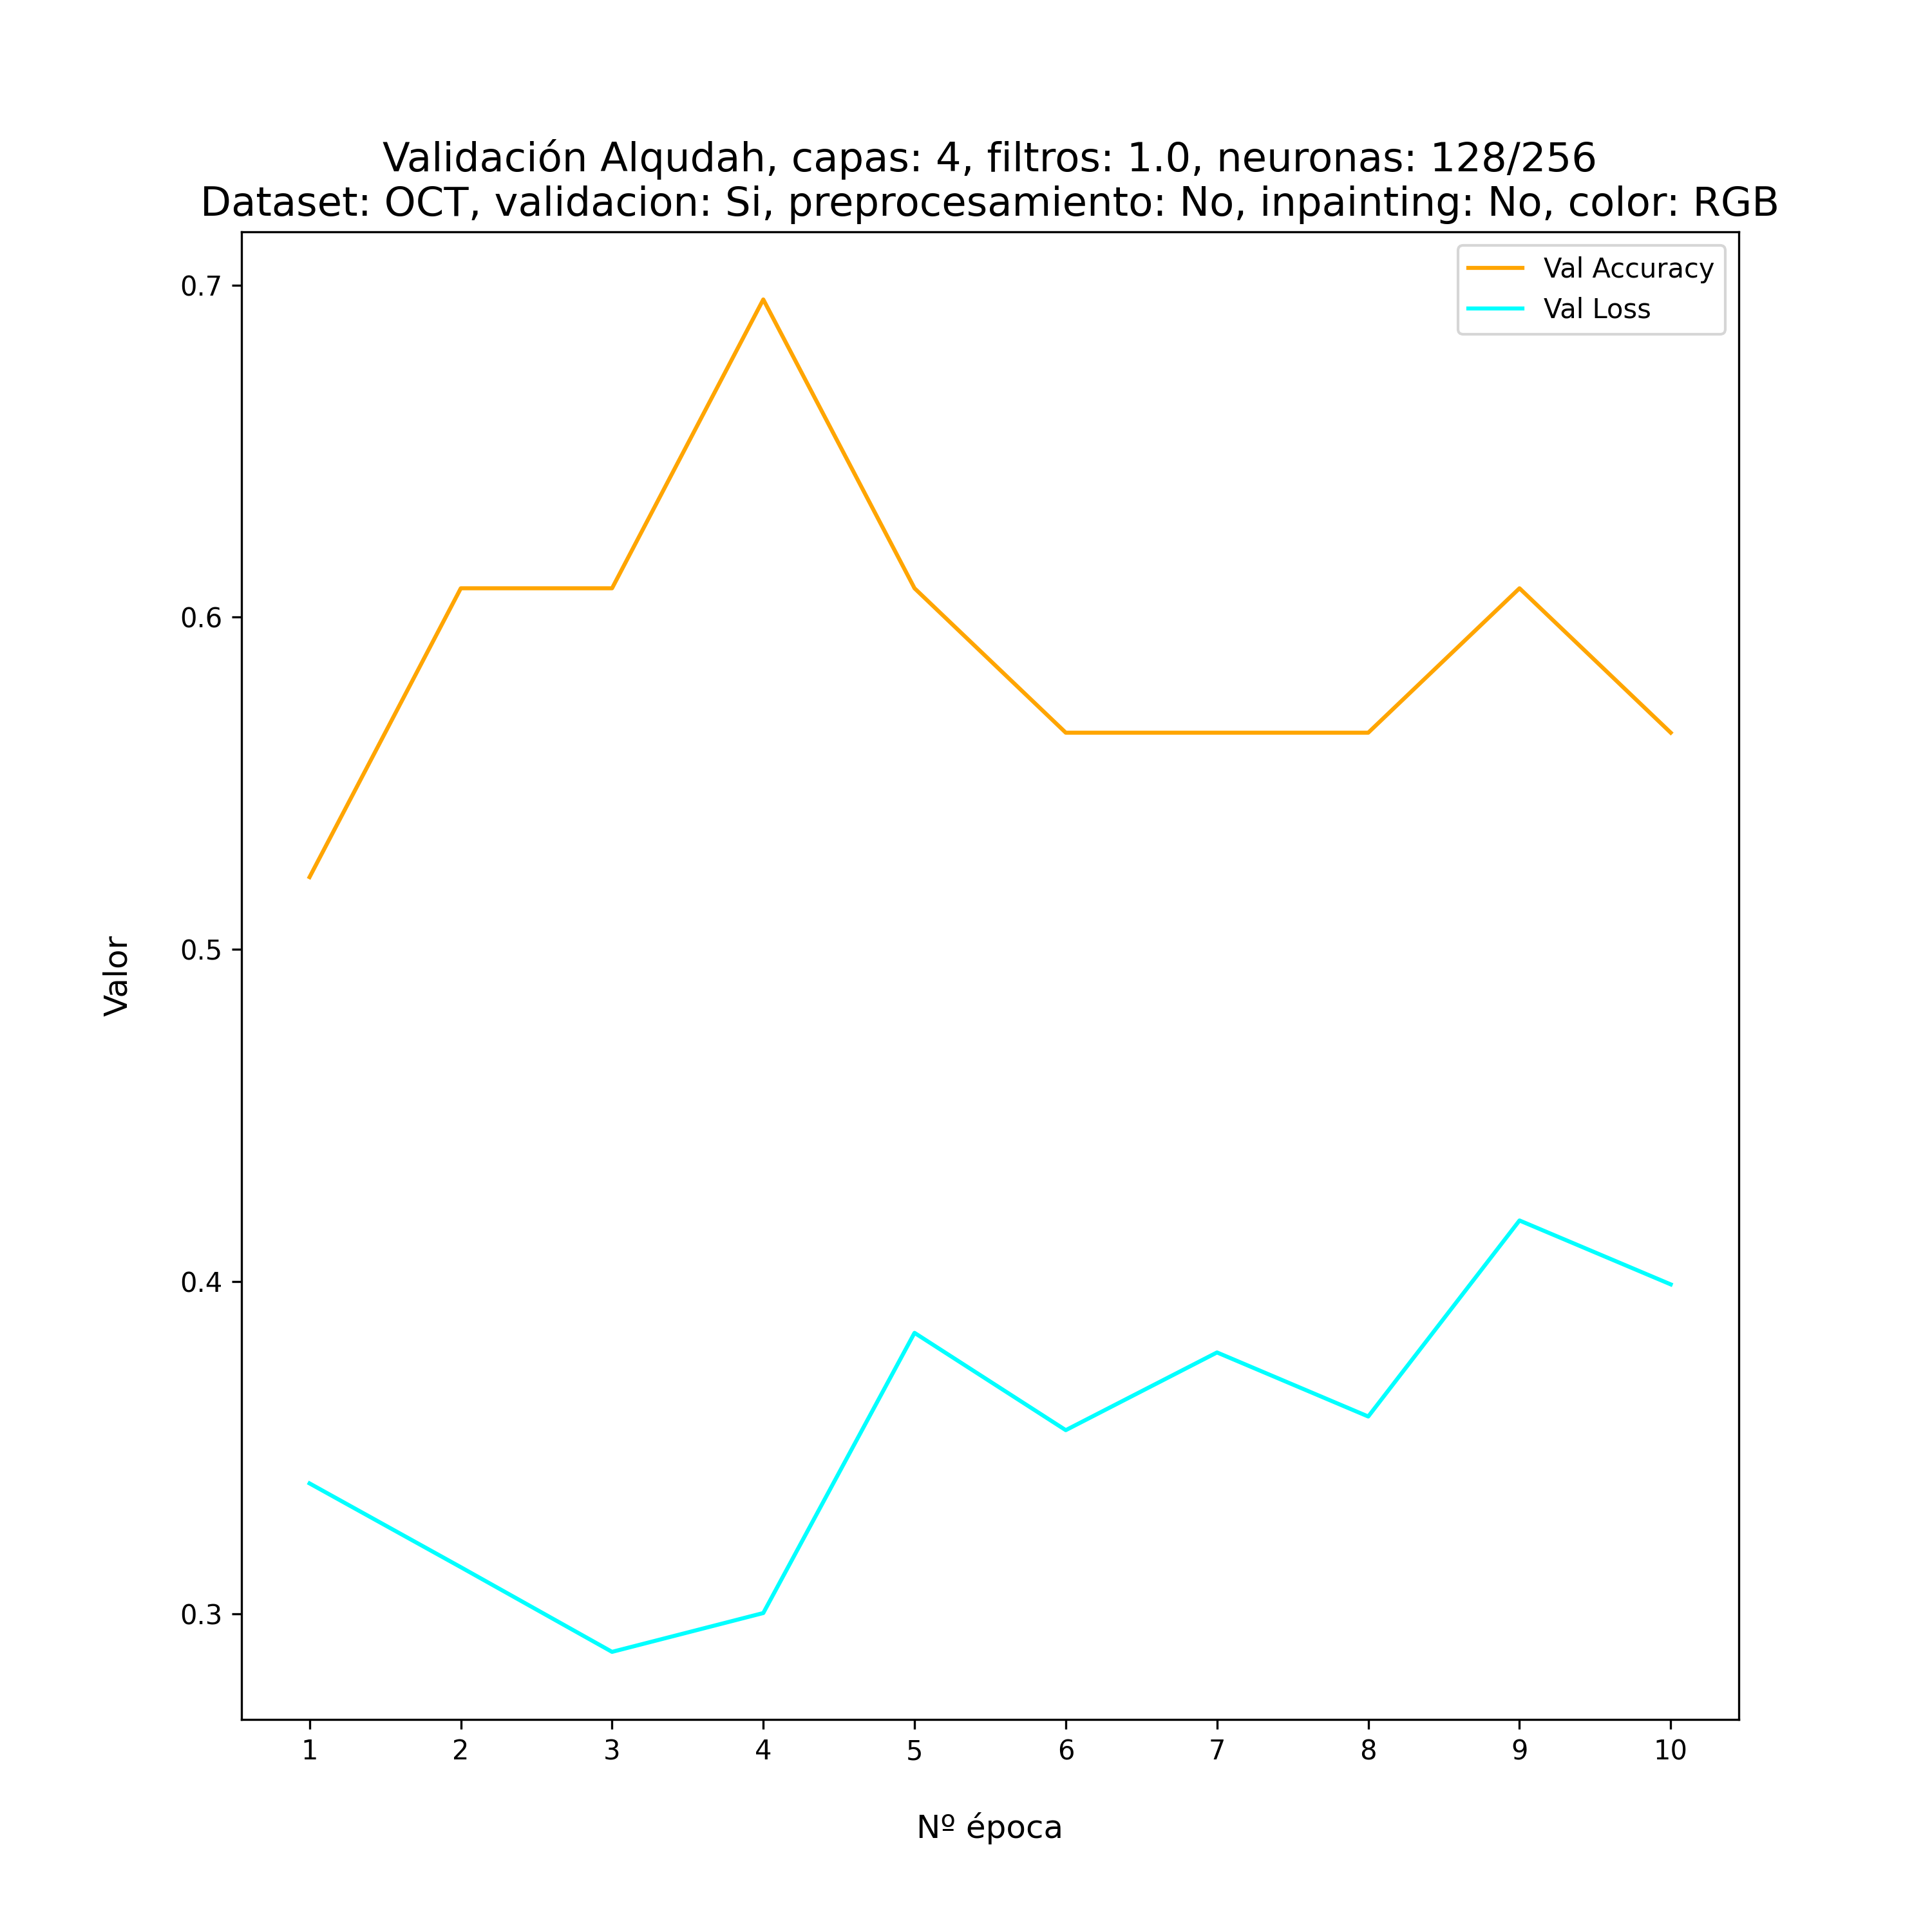 Validación Alqudah, capas: 4, filtros: 1.0, neuronas: 128/256
Dataset: OCT, validacion: Si, preprocesamiento: No, inpainting: No, color: RGB
Val Accuracy
Val Loss
0.7
0.6
0.5
0.4
0.3
Valor
1 2 3 4 5 6 7 8 9 10
Nº época